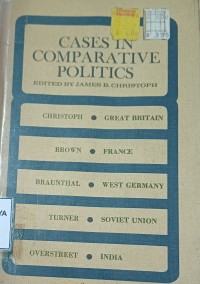 CASES IN
COMPARATIVE
POLITICS
EDITED BY JAMES B. CHRISTOPH
CHRISTOPH ● GREAT BRITAIN
BROWN ● FRANCE
BRAUNTHAL ● WEST GERMANY
TURNER ● SOVIET UNION
OVERSTREET ● INDIA
YA